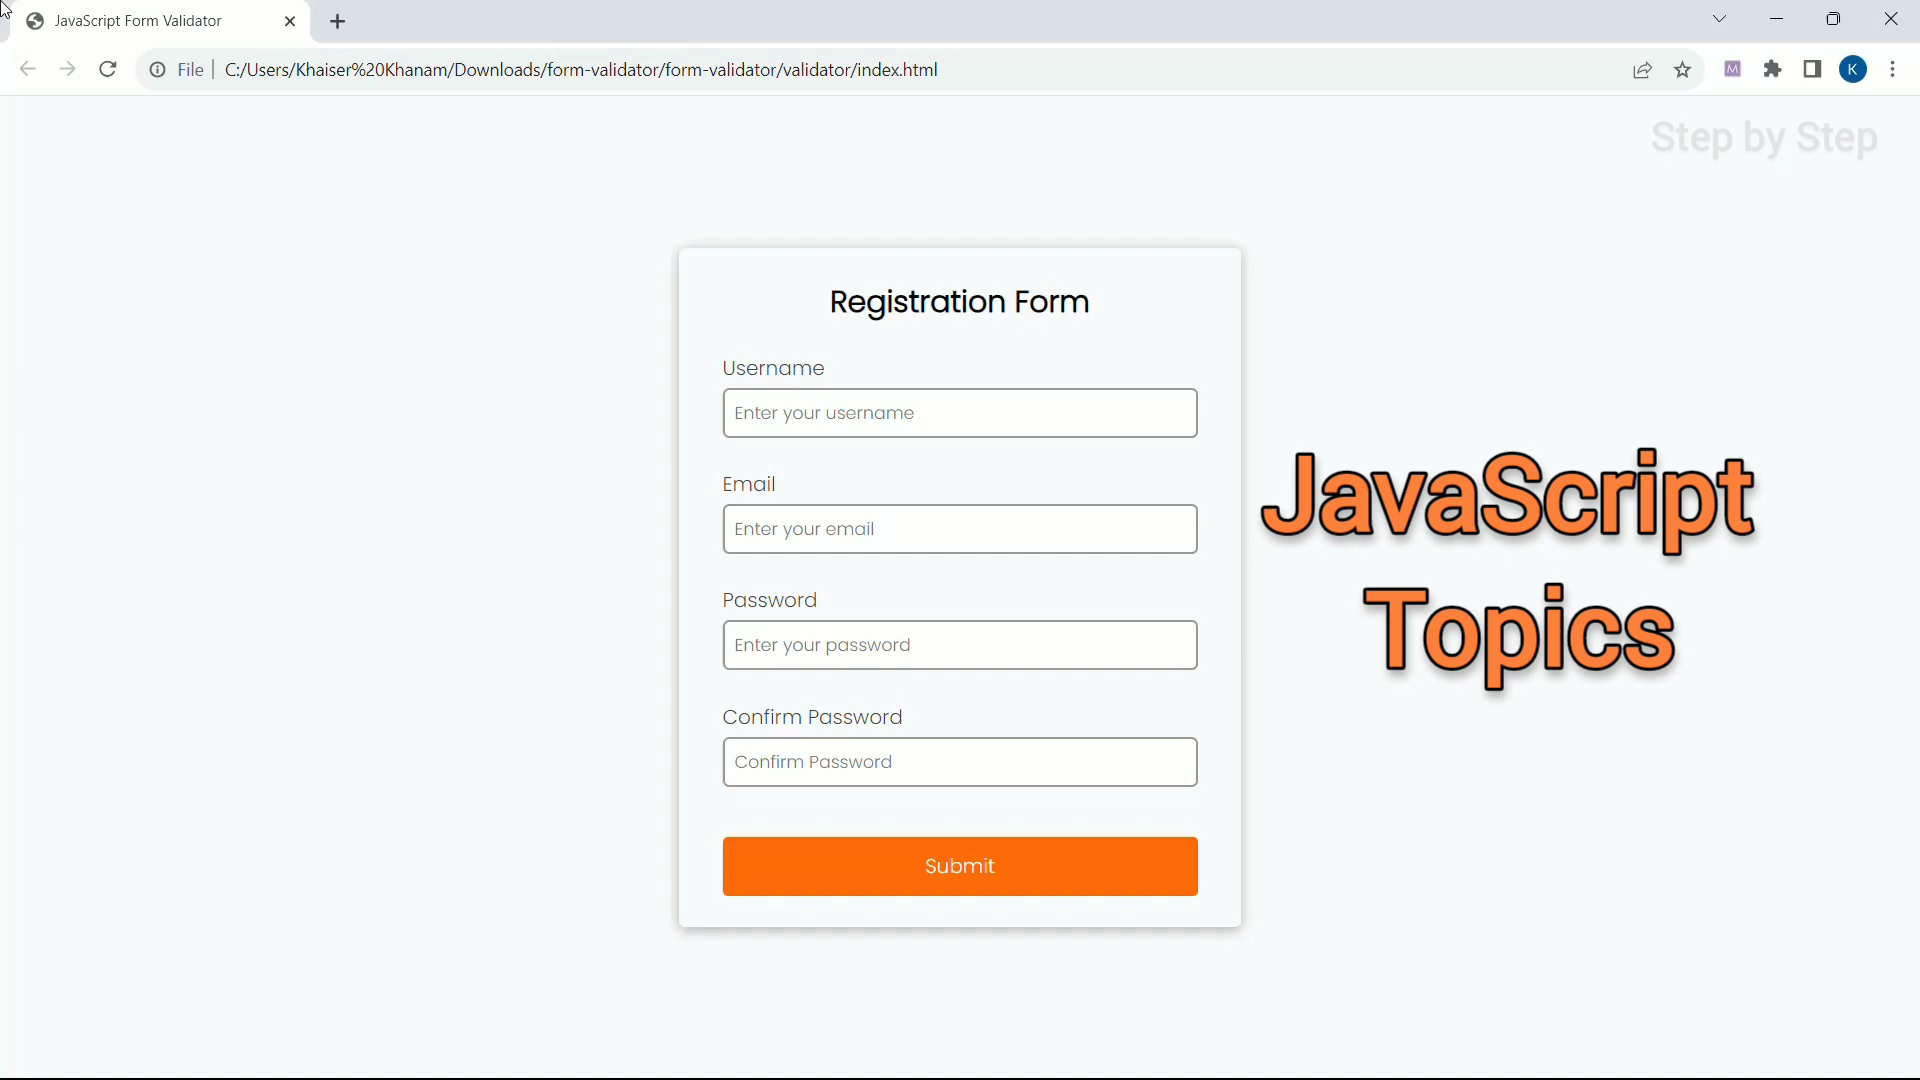 JavaScript Form Validator
File
C:/Users/Khaiser%20Khanam/Downloads/form-validator/form-validator/validator/index.html
M
K
Step by Step
Registration Form
Username
Enter your username
Email
Enter your email
Password
Enter your password
Confirm Password
Confirm Password
Submit
JavaScript
Topics